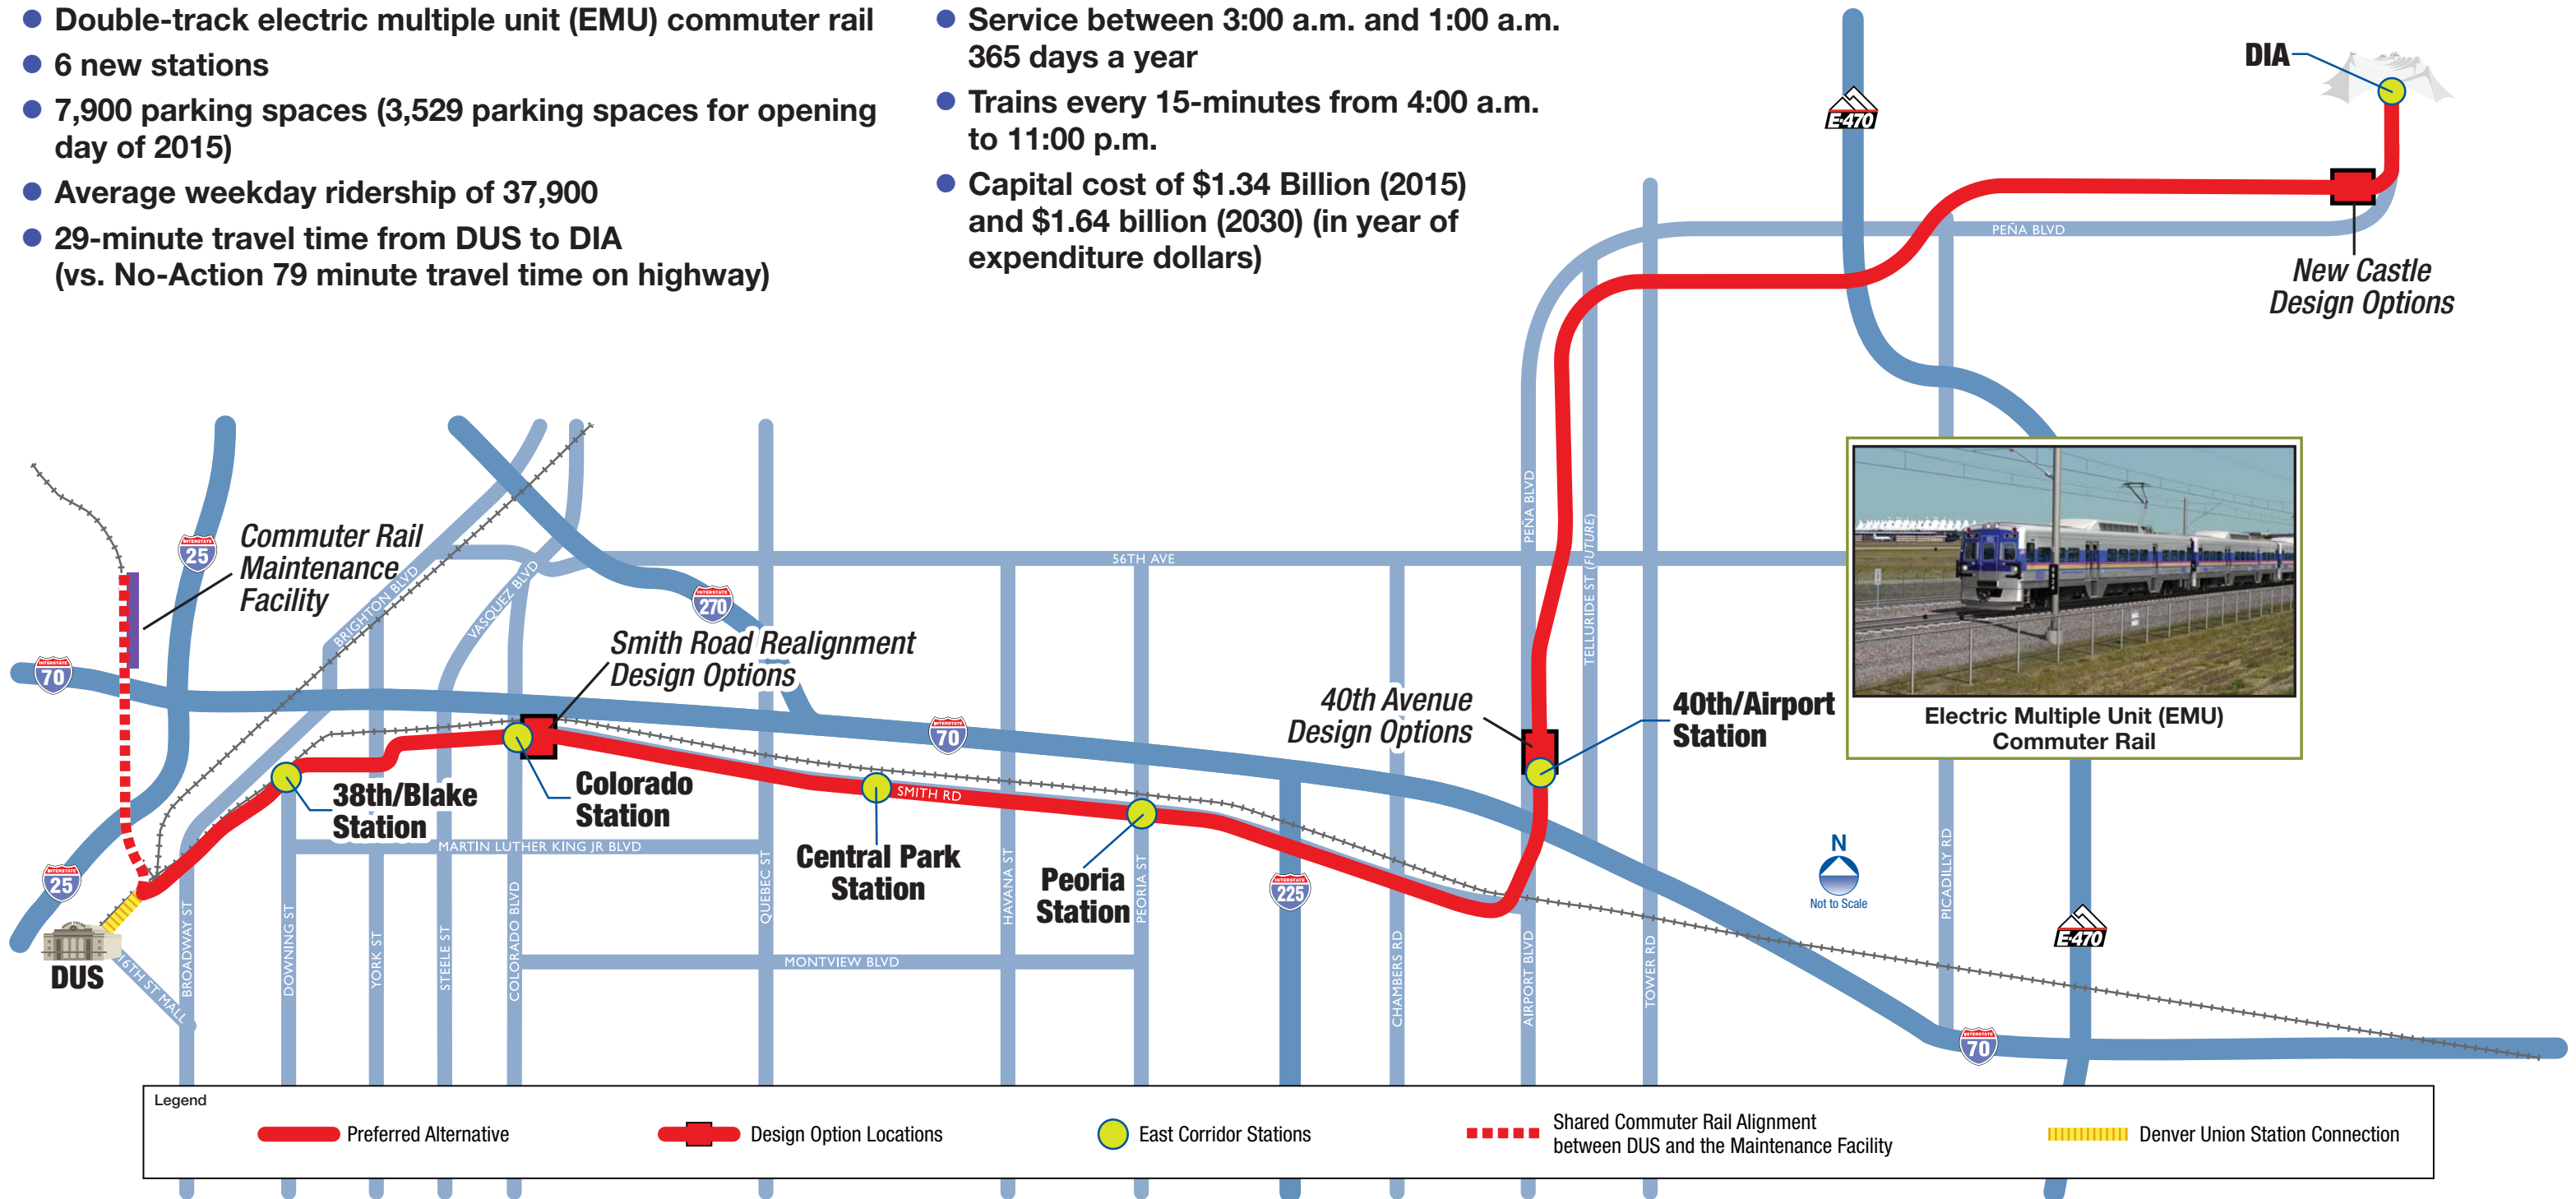 Double-track electric multiple unit (EMU) commuter rail
6 new stations
7,900 parking spaces (3,529 parking spaces for opening
day of 2015)
Average weekday ridership of 37,900
29-minute travel time from DUS to DIA
(vs. No-Action 79 minute travel time on highway)
Service between 3:00 a.m. and 1:00 a.m.
365 days a year
Trains every 15-minutes from 4:00 a.m.
to 11:00 p.m.
Capital cost of $1.34 Billion (2015)
and $1.64 billion (2030) (in year of
expenditure dollars)
DIA
E-470
PEÑA BLVD
New Castle
Design Options
INTERSTATE
25
Commuter Rail
Maintenance
Facility
BRIGHTON BLVD
VASQUEZ BLVD
INTERSTATE
270
56TH AVE
PEÑA BLVD
TELLURIDE ST (FUTURE)
INTERSTATE
70
Smith Road Realignment
Design Options
INTERSTATE
70
40th Avenue
Design Options
40th/Airport
Station
Electric Multiple Unit (EMU)
Commuter Rail
38th/Blake
Station
Colorado
Station
SMITH RD
MARTIN LUTHER KING JR BLVD
Central Park
Station
Peoria
Station
INTERSTATE
25
INTERSTATE
225
N
Not to Scale
E-470
DUS
16TH ST MALL
BROADWAY ST
DOWNING ST
YORK ST
STEELE ST
COLORADO BLVD
QUEBEC ST
HAVANA ST
PEORIA ST
MONTVIEW BLVD
CHAMBERS RD
AIRPORT BLVD
TOWER RD
PICADILLY RD
INTERSTATE
70
Legend
Preferred Alternative
Design Option Locations
East Corridor Stations
Shared Commuter Rail Alignment
between DUS and the Maintenance Facility
Denver Union Station Connection